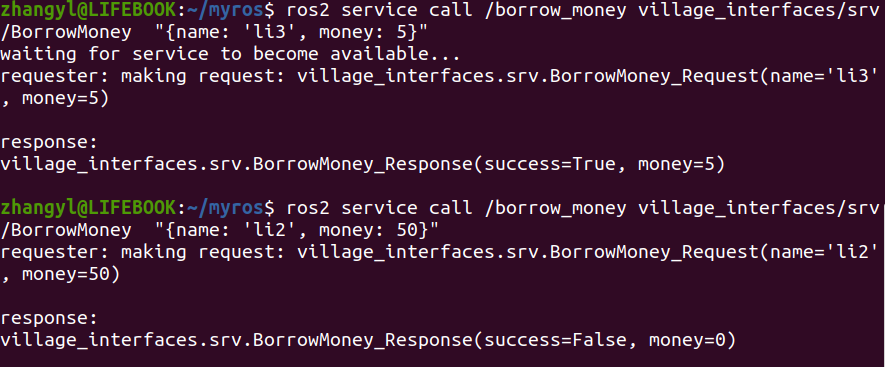 zhangyl@LIFEBOOK:~/myros$ ros2 service call /borrow_money village_interfaces/srv
/BorrowMoney  "{name: 'li3', money: 5}"
waiting for service to become available...
requester: making request: village_interfaces.srv.BorrowMoney_Request(name='li3'
, money=5)

response:
village_interfaces.srv.BorrowMoney_Response(success=True, money=5)

zhangyl@LIFEBOOK:~/myros$ ros2 service call /borrow_money village_interfaces/srv
/BorrowMoney  "{name: 'li2', money: 50}"
requester: making request: village_interfaces.srv.BorrowMoney_Request(name='li2'
, money=50)

response:
village_interfaces.srv.BorrowMoney_Response(success=False, money=0)